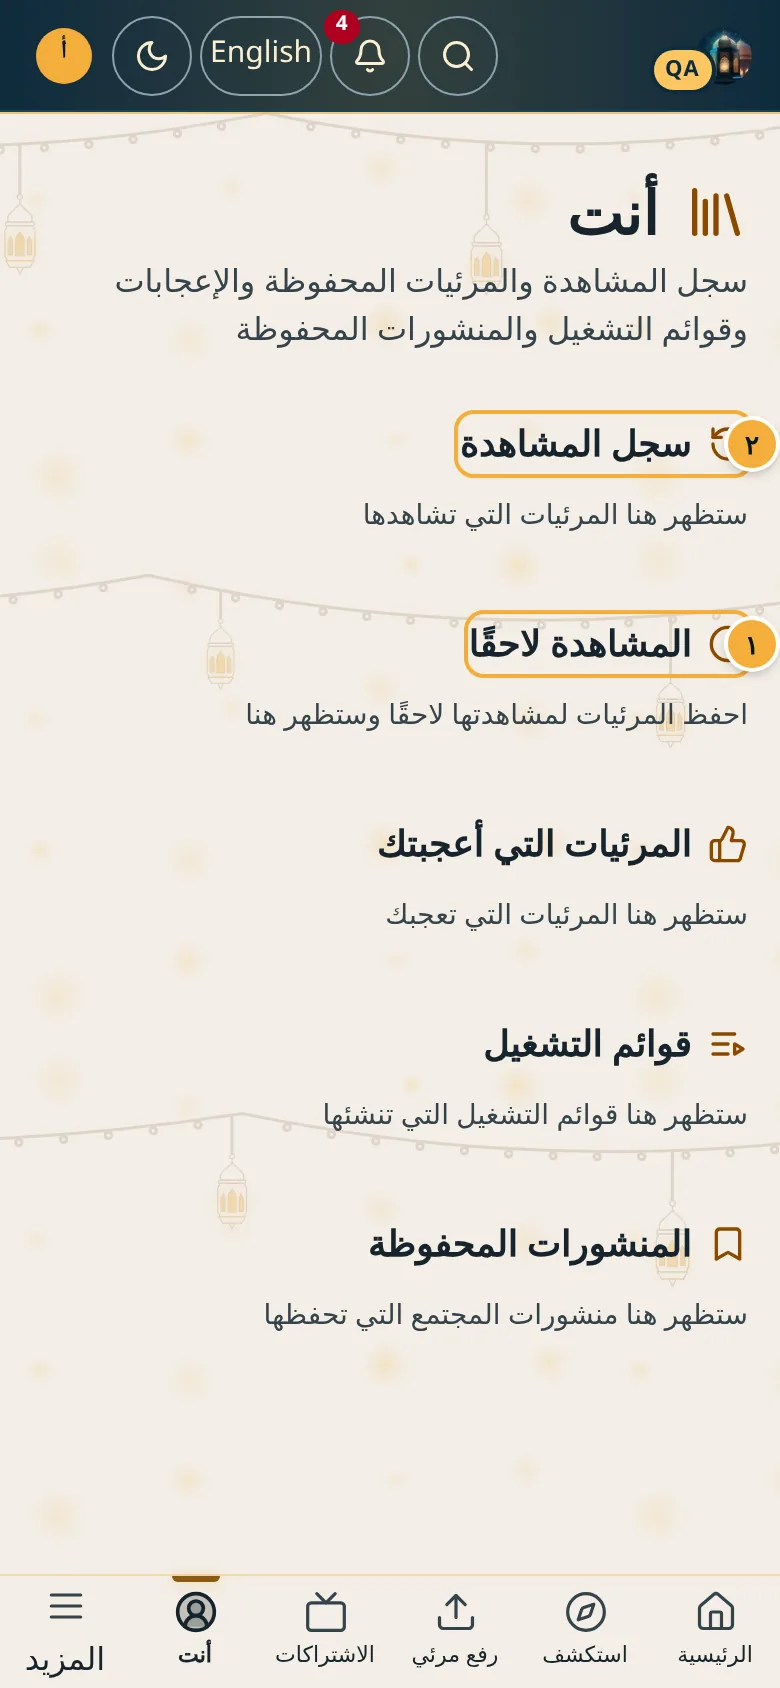 QA
4
English
أ
أنت
سجل المشاهدة والمرئيات المحفوظة والإعجابات
وقوائم التشغيل والمنشورات المحفوظة
٢
سجل المشاهدة
ستظهر هنا المرئيات التي تشاهدها
١
المشاهدة لاحقًا
احفظ المرئيات لمشاهدتها لاحقًا وستظهر هنا
المرئيات التي أعجبتك
ستظهر هنا المرئيات التي تعجبك
قوائم التشغيل
ستظهر هنا قوائم التشغيل التي تنشئها
المنشورات المحفوظة
ستظهر هنا منشورات المجتمع التي تحفظها
الرئيسية
استكشف
رفع مرئي
الاشتراكات
أنت
المزيد